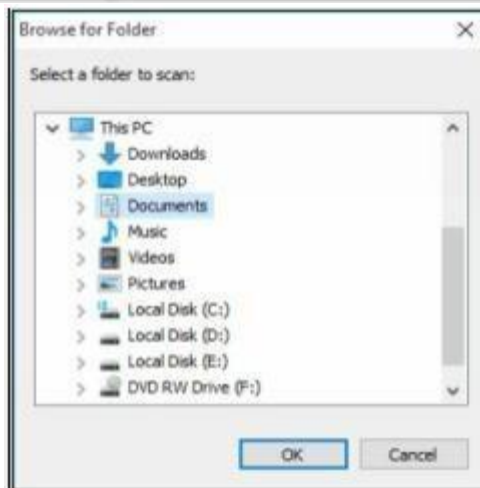 Browse for Folder
Select a folder to scan:
This PC
Downloads
Desktop
Documents
Music
Videos
Pictures
Local Disk (C:)
Local Disk (D:)
Local Disk (E:)
DVD RW Drive (F:)
OK Cancel